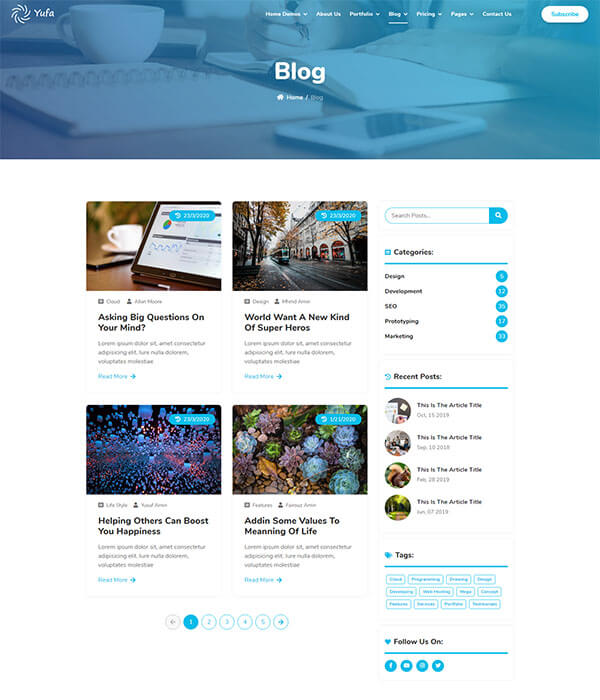 Yufa
Home Demos
About Us
Portfolio
Blog
Pricing
Pages
Contact Us
Subscribe
Blog
Home / Blog
23/3/2020
Cloud
Allan Moore
Asking Big Questions On
Your Mind?
Lorem ipsum dolor sit, amet consectetur
adipisicing elit. Iure nulla dolorem,
voluptates molestiae
Read More
23/3/2020
Design
Mhmd Amin
World Want A New Kind
Of Super Heros
Lorem ipsum dolor sit, amet consectetur
adipisicing elit. Iure nulla dolorem,
voluptates molestiae
Read More
23/3/2020
Life Style
Yusuf Amin
Helping Others Can Boost
You Happiness
Lorem ipsum dolor sit, amet consectetur
adipisicing elit. Iure nulla dolorem,
voluptates molestiae
Read More
1/21/2020
Features
Fairouz Amin
Addin Some Values To
Meanning Of Life
Lorem ipsum dolor sit, amet consectetur
adipisicing elit. Iure nulla dolorem,
voluptates molestiae
Read More
1 2 3 4 5
Search Posts...
Categories:
Design 5
Development 12
SEO 35
Prototyping 17
Marketing 33
Recent Posts:
This Is The Article Title
Oct, 15 2019
This Is The Article Title
Sep, 10 2018
This Is The Article Title
Feb, 28 2019
This Is The Article Title
Jun, 07 2019
Tags:
Cloud Programming Drawing Design
Developing Web Hosting Mega Concept
Features Services Portfolio
Follow Us On: